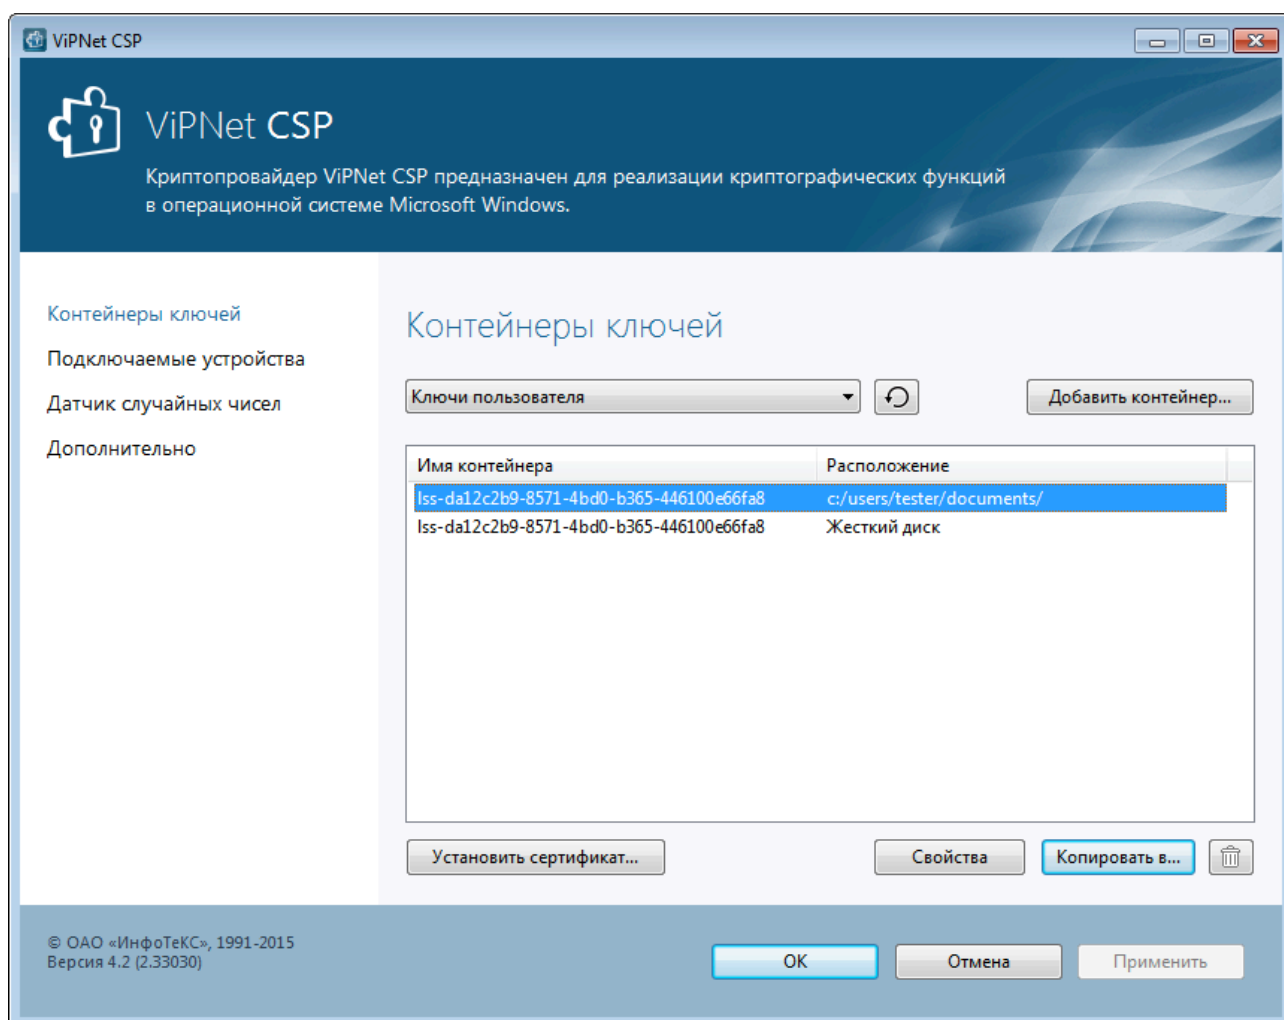 ViPNet CSP
ViPNet CSP
Криптопровайдер ViPNet CSP предназначен для реализации криптографических функций
в операционной системе Microsoft Windows.
Контейнеры ключей
Подключаемые устройства
Датчик случайных чисел
Дополнительно
Контейнеры ключей
Ключи пользователя
Добавить контейнер...
Имя контейнера Расположение
lss-da12c2b9-8571-4bd0-b365-446100e66fa8 c:/users/tester/documents/
lss-da12c2b9-8571-4bd0-b365-446100e66fa8 Жесткий диск
Установить сертификат... Свойства Копировать в...
© ОАО «ИнфоТеКС», 1991-2015
Версия 4.2 (2.33030)
OK Отмена Применить